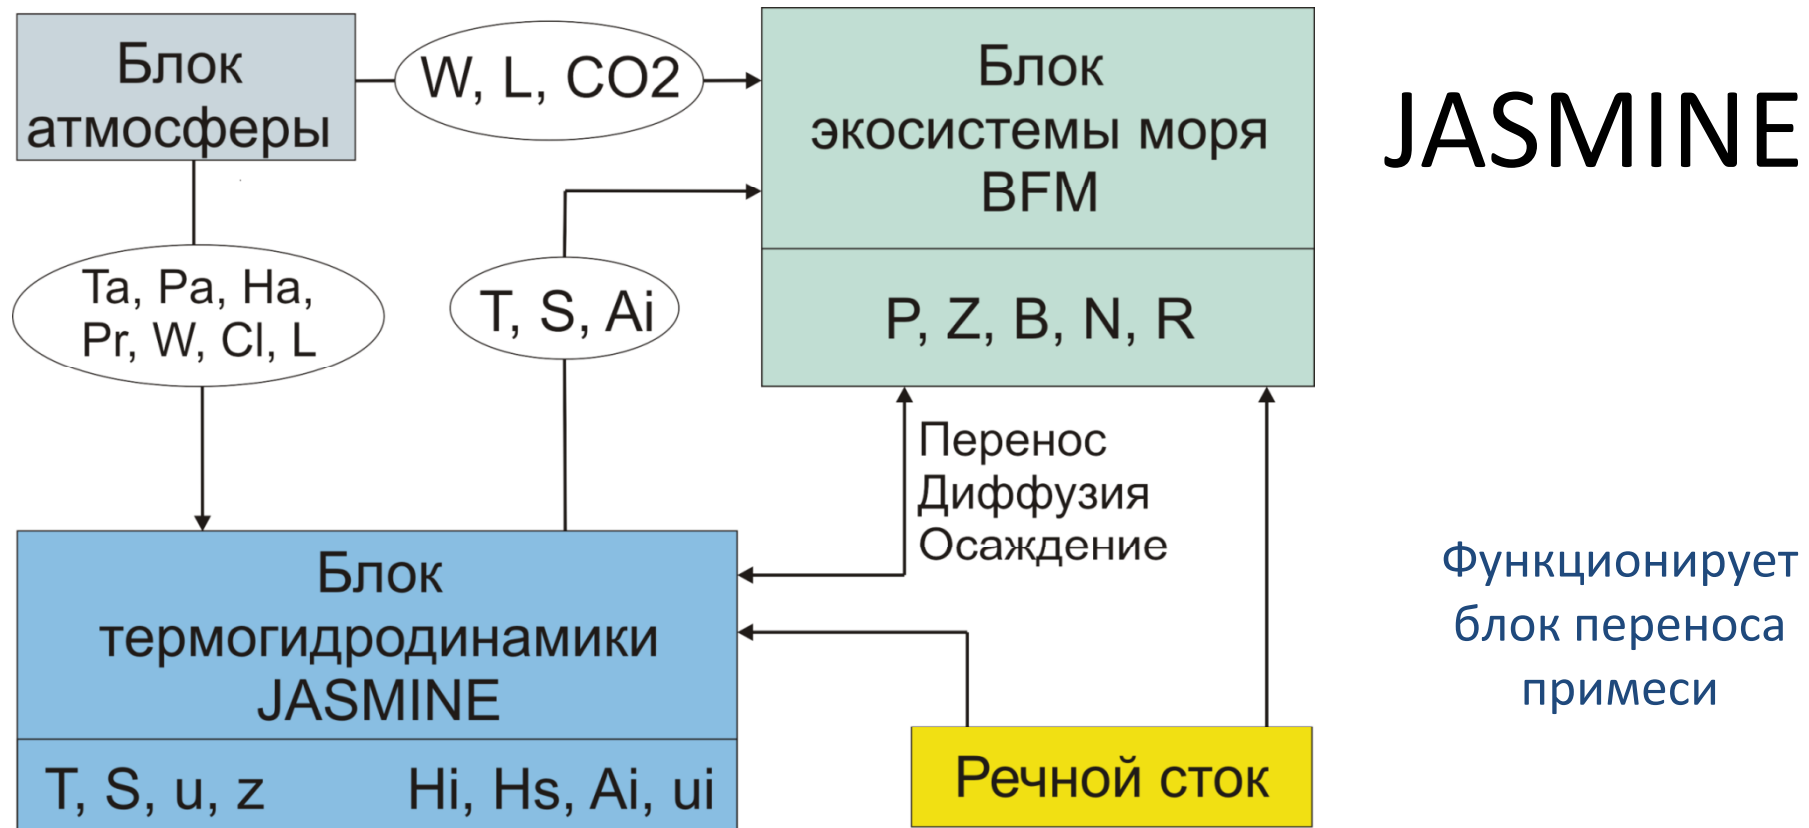 Блок
атмосферы
W, L, CO2
Блок
экосистемы моря
BFM
P, Z, B, N, R
JASMINE
Ta, Pa, Ha,
Pr, W, Cl, L
T, S, Ai
Перенос
Диффузия
Осаждение
Блок
термогидродинамики
JASMINE
T, S, u, z Hi, Hs, Ai, ui
Речной сток
Функционирует
блок переноса
примеси